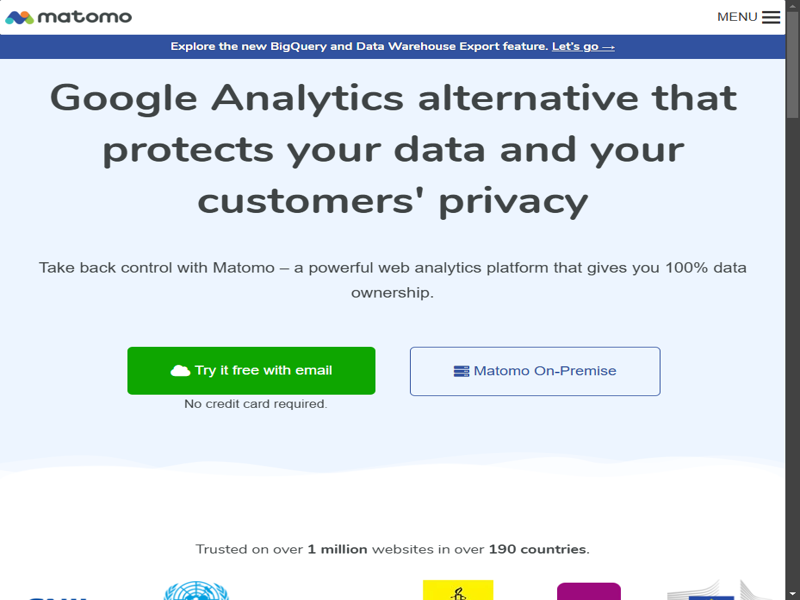 matomo
MENU
Explore the new BigQuery and Data Warehouse Export feature. Let's go →
Google Analytics alternative that
protects your data and your
customers' privacy
Take back control with Matomo – a powerful web analytics platform that gives you 100% data
ownership.
Try it free with email
Matomo On-Premise
No credit card required.
Trusted on over 1 million websites in over 190 countries.